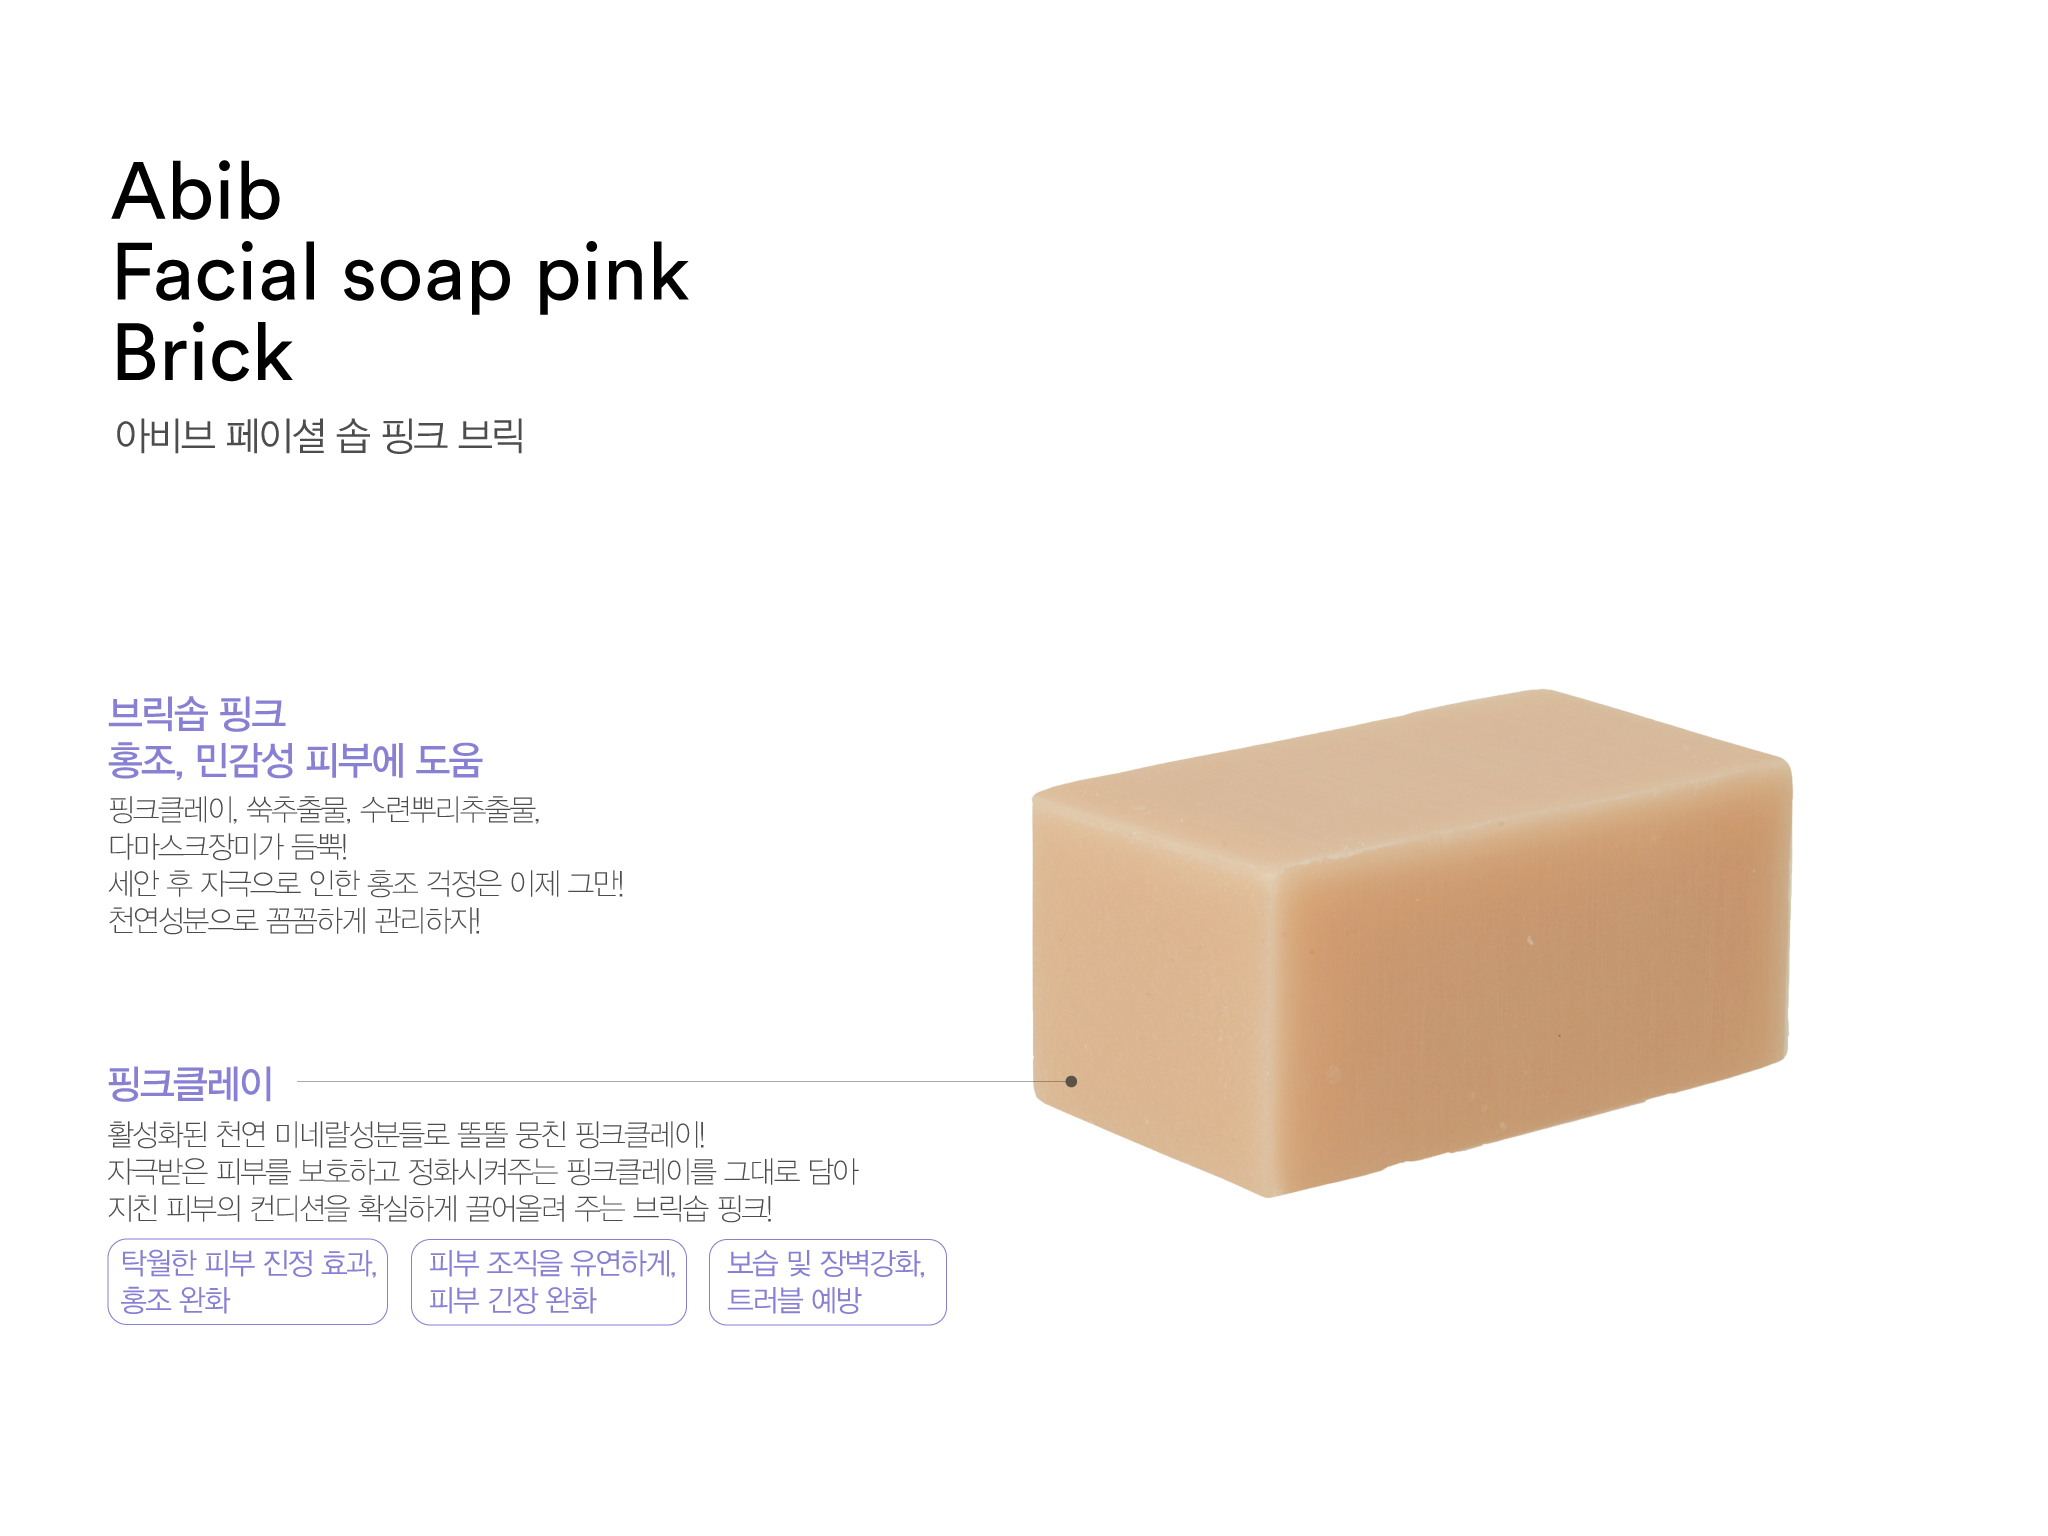 Abib
Facial soap pink
Brick
아비브 페이셜 솝 핑크 브릭
브릭솝 핑크
홍조, 민감성 피부에 도움
핑크클레이, 쑥추출물, 수련뿌리추출물,
다마스크장미가 듬뿍!
세안 후 자극으로 인한 홍조 걱정은 이제 그만!
천연성분으로 꼼꼼하게 관리하자!
핑크클레이
활성화된 천연 미네랄성분들로 똘똘 뭉친 핑크클레이!
자극받은 피부를 보호하고 정화시켜주는 핑크클레이를 그대로 담아
지친 피부의 컨디션을 확실하게 끌어올려 주는 브릭솝 핑크!
탁월한 피부 진정 효과,
홍조 완화
피부 조직을 유연하게,
피부 긴장 완화
보습 및 장벽강화,
트러블 예방